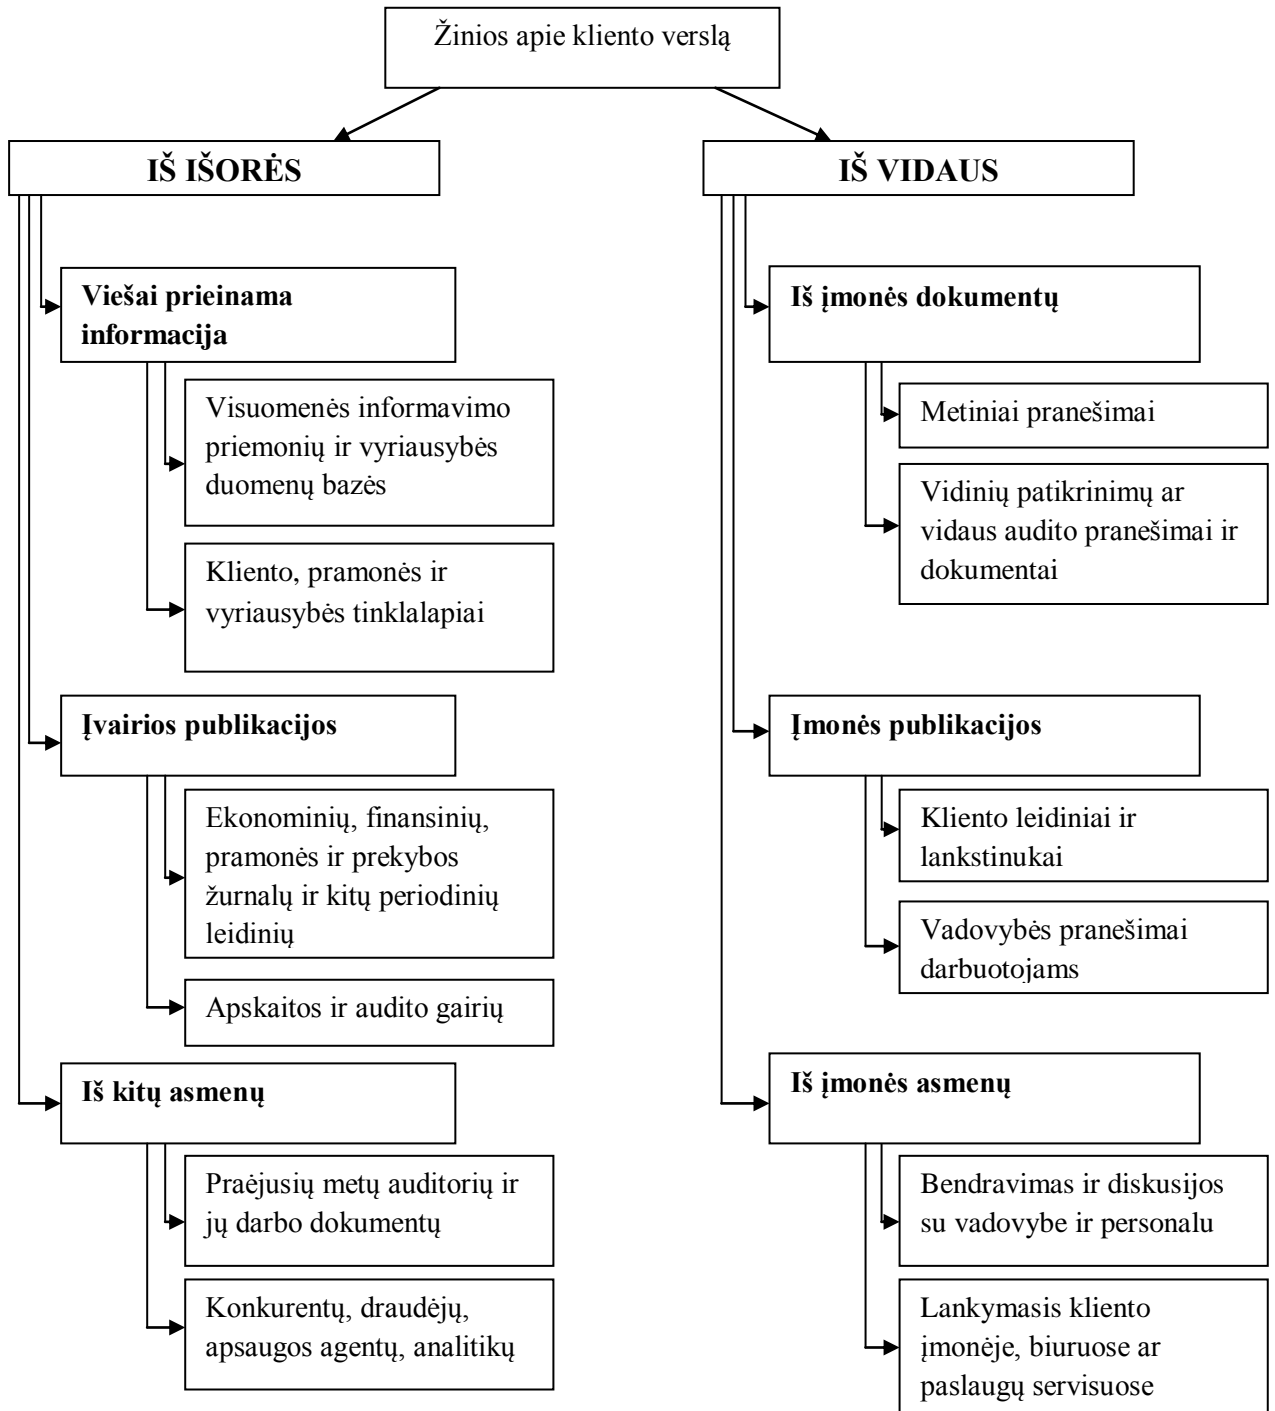 Žinios apie kliento verslą
IŠ IŠORĖS
Viešai prieinama
informacija
Visuomenės informavimo
priemonių ir vyriausybės
duomenų bazės
Kliento, pramonės ir
vyriausybės tinklalapiai
Įvairios publikacijos
Ekonominių, finansinių,
pramonės ir prekybos
žurnalų ir kitų periodinių
leidinių
Apskaitos ir audito gairių
Iš kitų asmenų
Praėjusių metų auditorių ir
jų darbo dokumentų
Konkurentų, draudėjų,
apsaugos agentų, analitikų
IŠ VIDAUS
Iš įmonės dokumentų
Metiniai pranešimai
Vidinių patikrinimų ar
vidaus audito pranešimai ir
dokumentai
Įmonės publikacijos
Kliento leidiniai ir
lankstinukai
Vadovybės pranešimai
darbuotojams
Iš įmonės asmenų
Bendravimas ir diskusijos
su vadovybe ir personalu
Lankymasis kliento
įmonėje, biuruose ar
paslaugų servisuose